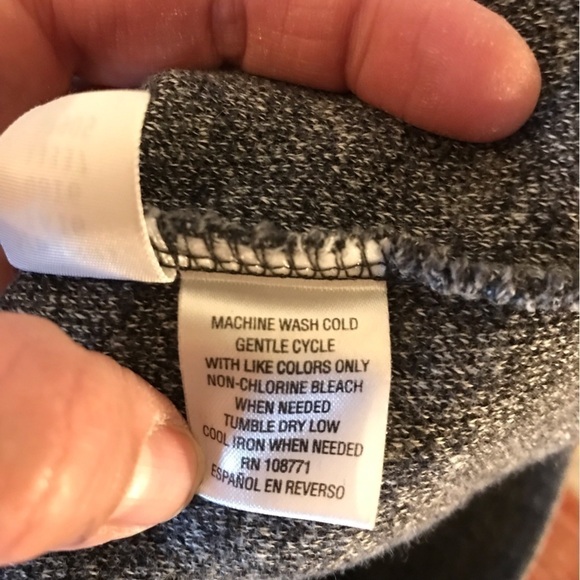 MACHINE WASH COLD
GENTLE CYCLE
WITH LIKE COLORS ONLY
NON-CHLORINE BLEACH
WHEN NEEDED
TUMBLE DRY LOW
COOL IRON WHEN NEEDED
RN 108771
ESPAÑOL EN REVERSO